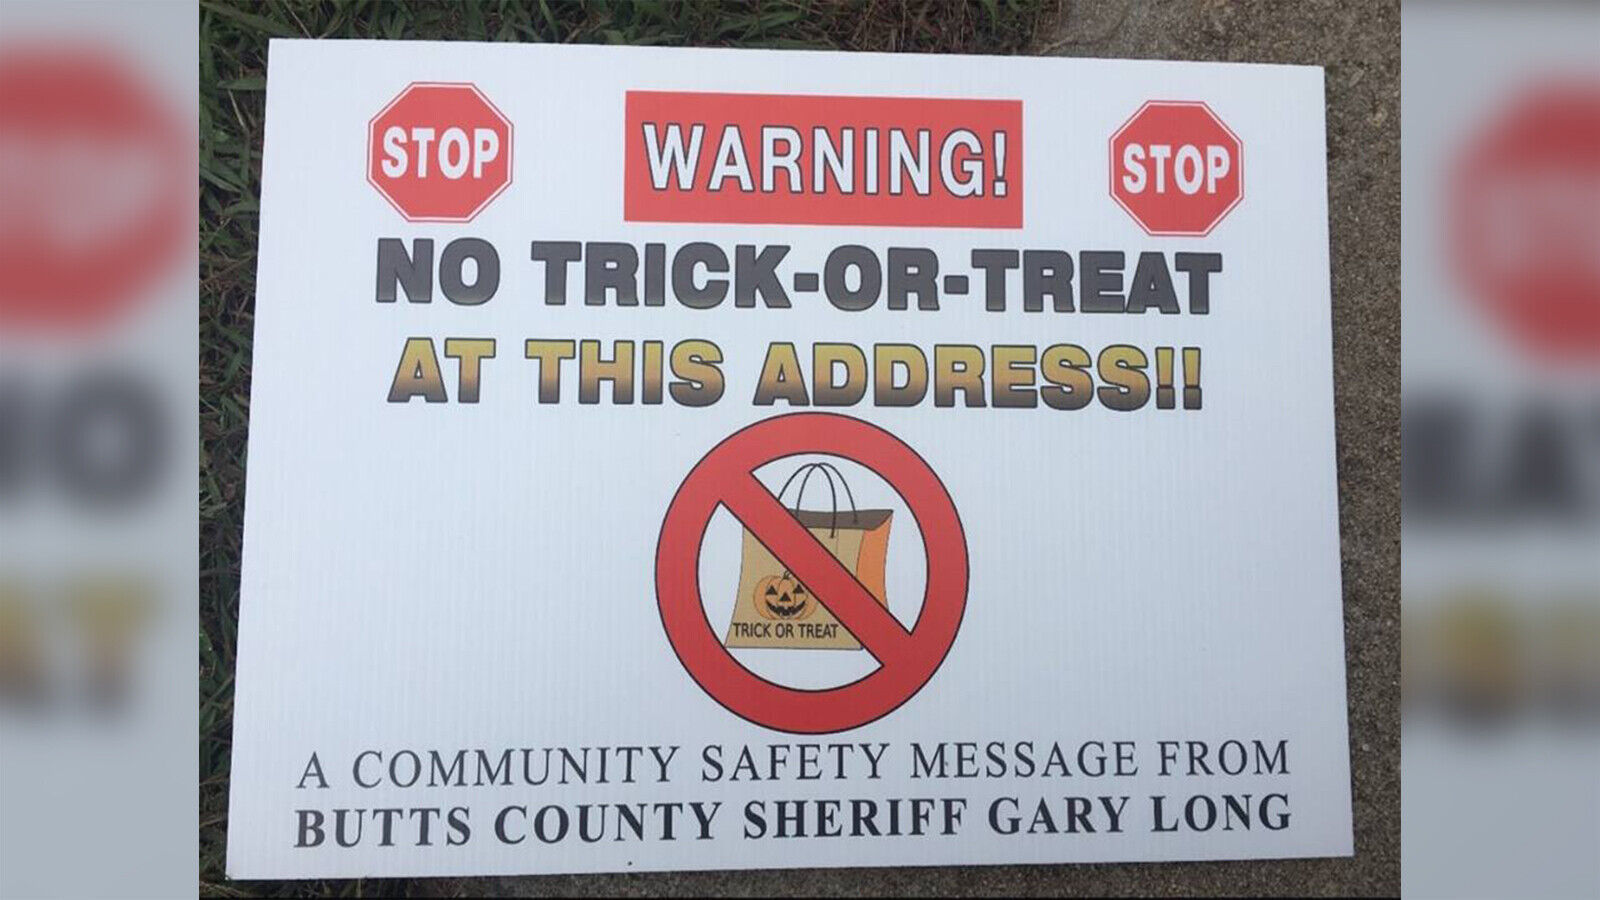 STOP WARNING! STOP
NO TRICK-OR-TREAT
AT THIS ADDRESS!!
TRICK OR TREAT
A COMMUNITY SAFETY MESSAGE FROM
BUTTS COUNTY SHERIFF GARY LONG